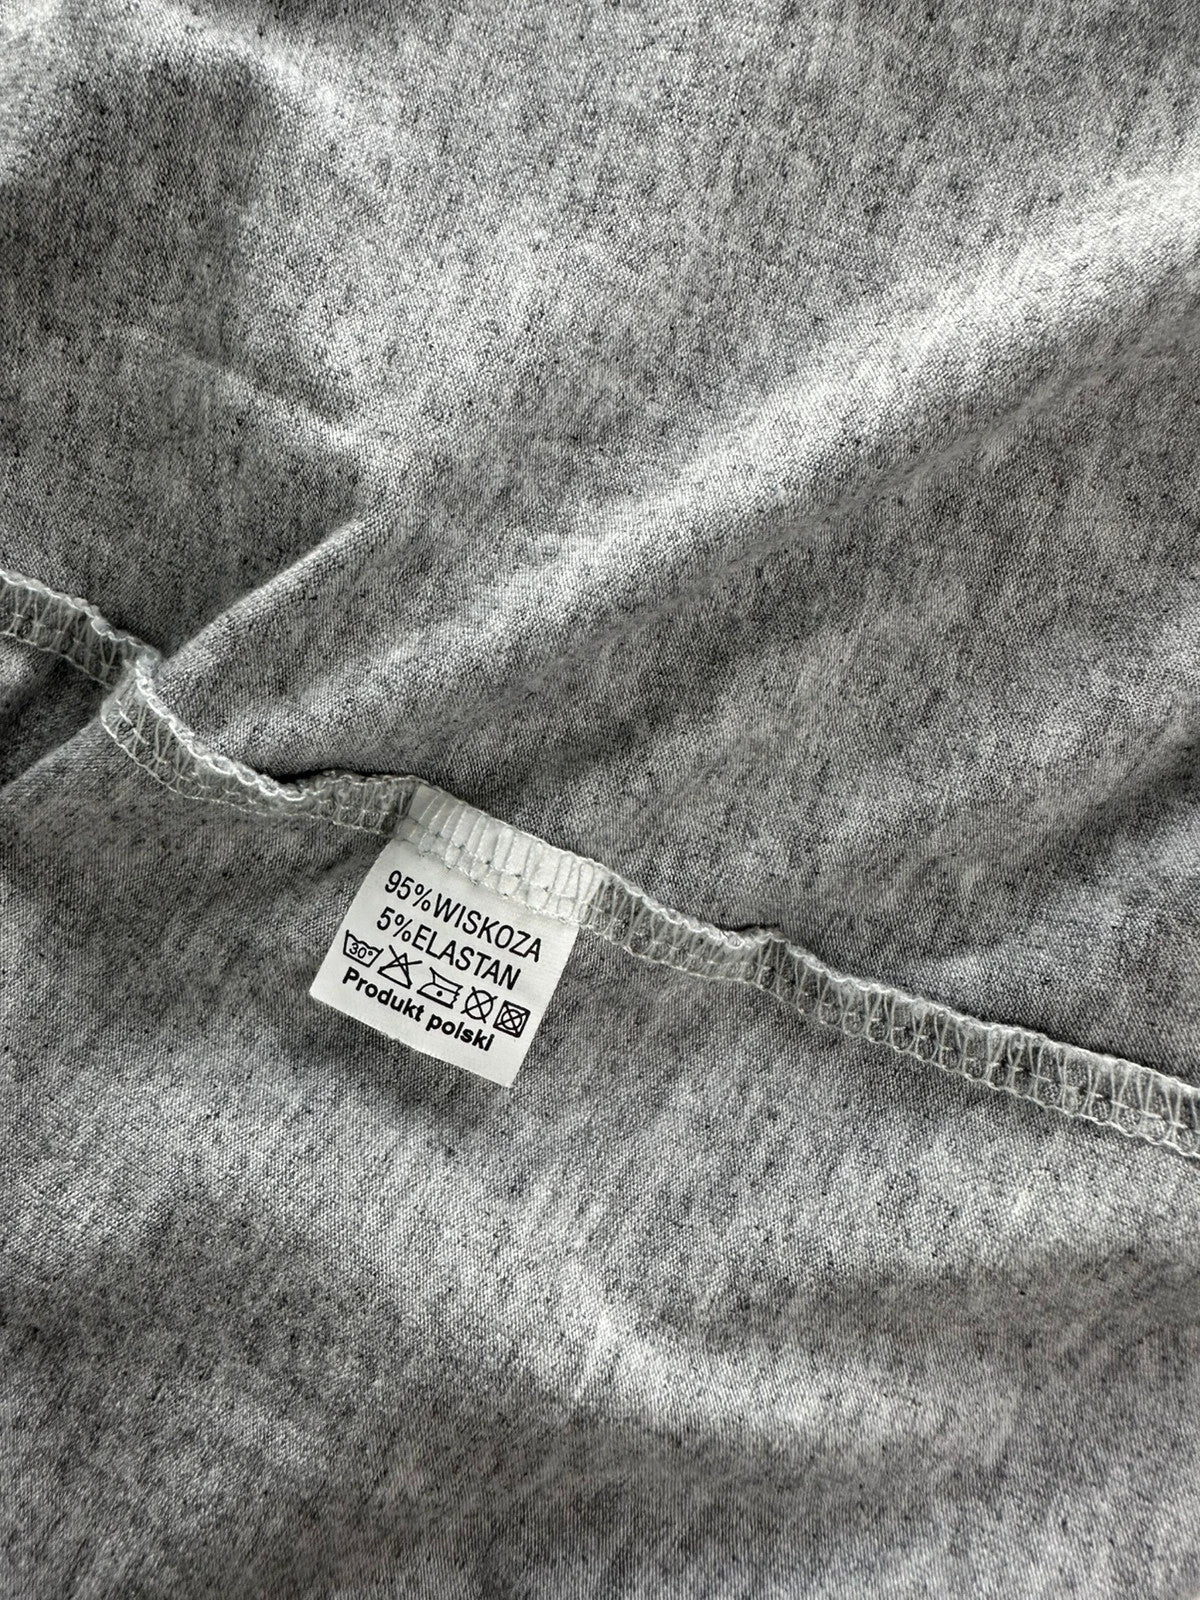 95%WISKOZA
5%ELASTAN
30°
Produkt polski